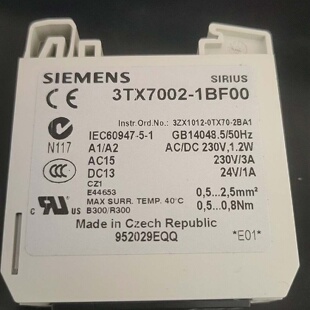 SIEMENS SIRIUS
CE 3TX7002-1BF00
Instr.Ord.No.: 3ZX1012-0TX70-2BA1
IEC60947-5-1 GB14048.5/50Hz
N117 A1/A2 AC/DC 230V,1.2W
AC15 230V/3A
DC13 24V/1A
CZ1
E44653 0,5...2,5mm²
MAX SURR. TEMP. 40°C 0,5...0,8Nm
B300/R300
Made in Czech Republic
952029EQQ *E01*